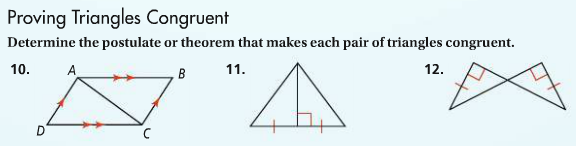 Proving Triangles Congruent
Determine the postulate or theorem that makes each pair of triangles congruent.
10. A B 11. 12.
D C